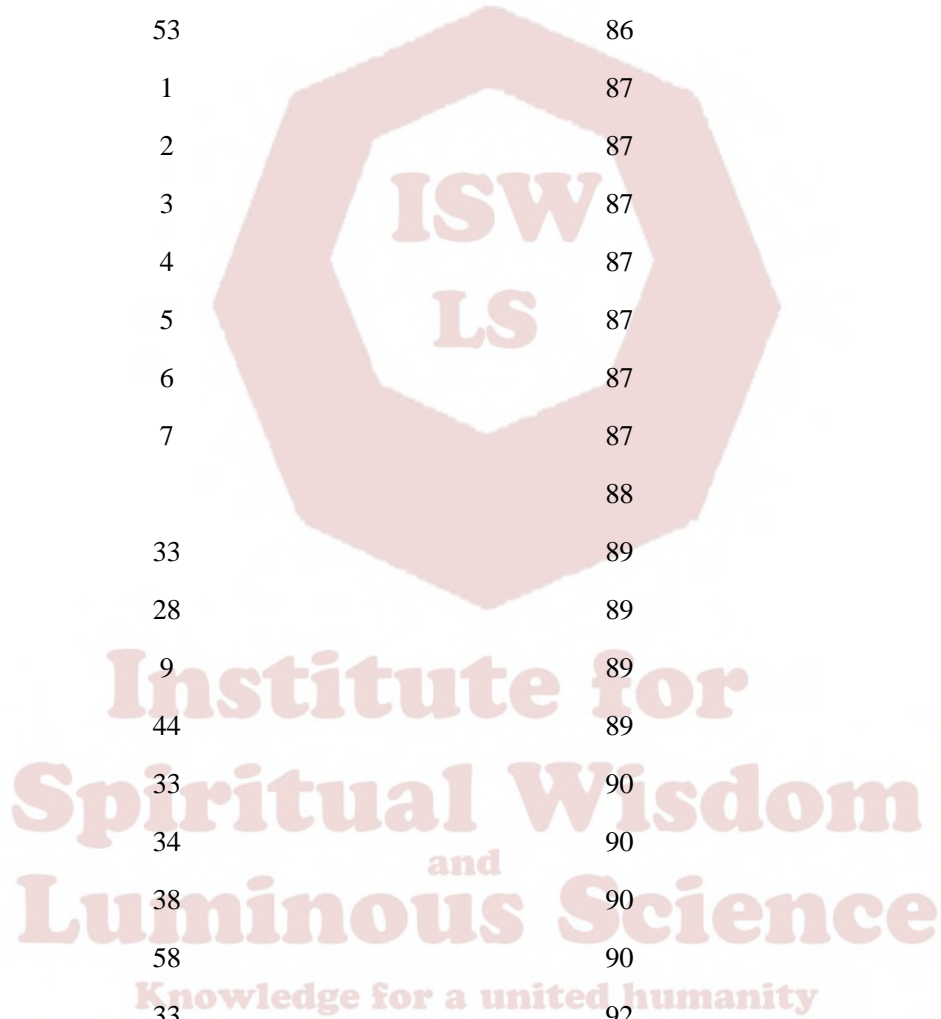 53 86
1 87
2 87
3 87
ISW
4 87
LS
5 87
6 87
7 87
88
33 89
28 89
9 89
Institute for
44 89
33 90
Spiritual Wisdom
34 90
and
38 90
Luminous Science
58 90
Knowledge for a united humanity
33 92